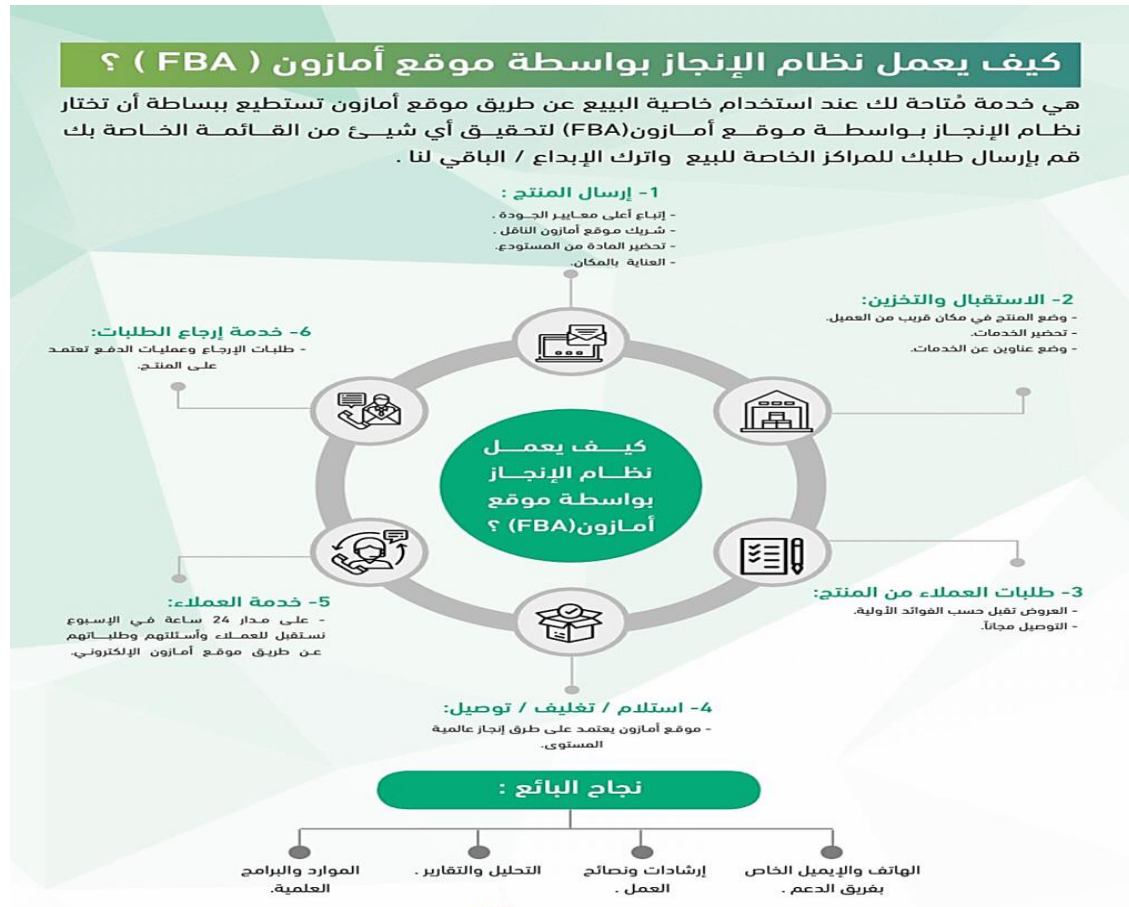 كيف يعمل نظام الإنجاز بواسطة موقع أمازون ( FBA ) ؟
هي خدمة مُتاحة لك عند استخدام خاصية البيع عن طريق موقع أمازون تستطيع ببساطة أن تختار
نظام الإنجاز بواسطة موقع أمازون(FBA) لتحقيق أي شيئ من القائمة الخاصة بك
قم بإرسال طلبك للمراكز الخاصة للبيع واترك الإبداع / الباقي لنا .
1- إرسال المنتج :
- إتباع أعلى معايير الجودة .
- شريك موقع أمازون الناقل .
- تحضير المادة من المستودع.
- العناية بالمكان.
2- الاستقبال والتخزين:
- وضع المنتج في مكان قريب من العميل.
- تحضير الخدمات.
- وضع عناوين عن الخدمات.
6- خدمة إرجاع الطلبات:
- طلبات الإرجاع وعمليات الدفع تعتمد
على المنتج.
كيف يعمل
نظام الإنجاز
بواسطة موقع
أمازون(FBA) ؟
3- طلبات العملاء من المنتج:
- العروض تقبل حسب الفوائد الأولية.
- التوصيل مجاناً.
5- خدمة العملاء:
- على مدار 24 ساعة في الإسبوع
نستقبل للعملاء وأسئلتهم وطلباتهم
عن طريق موقع أمازون الإلكتروني.
4- استلام / تغليف / توصيل:
- موقع أمازون يعتمد على طرق إنجاز عالمية
المستوى.
نجاح البائع :
الهاتف والإيميل الخاص
بفريق الدعم .
إرشادات ونصائح
العمل .
التحليل والتقارير .
الموارد والبرامج
العلمية.